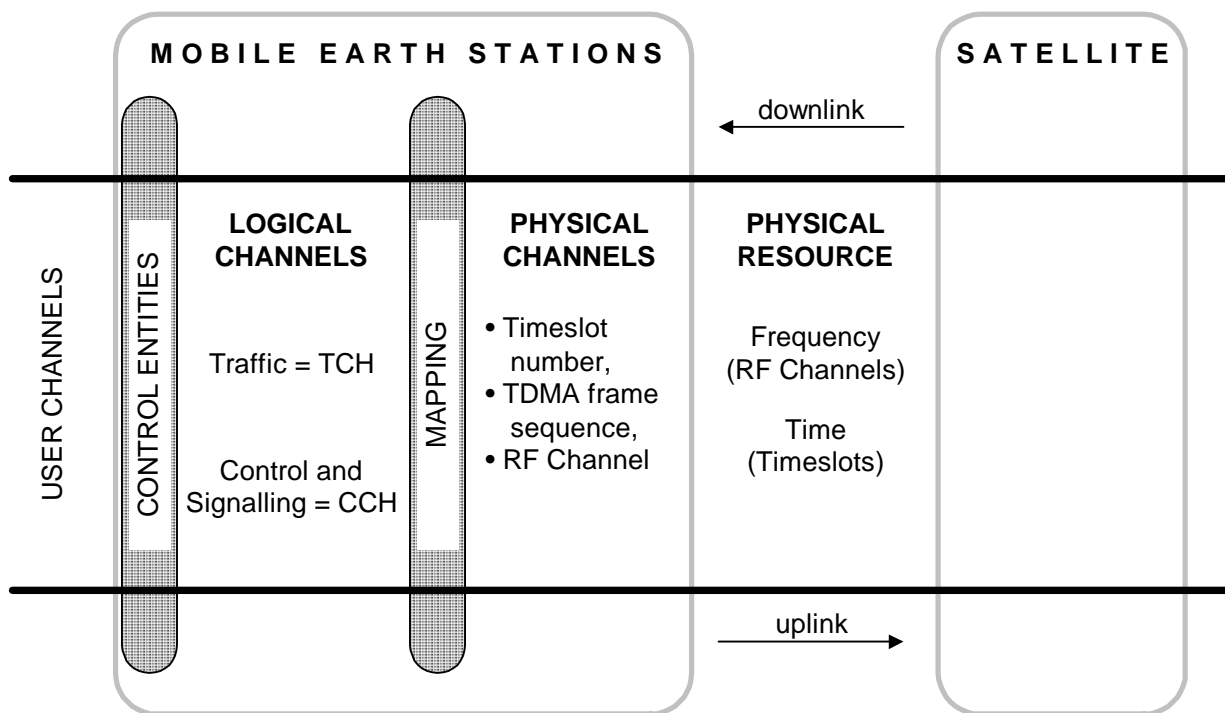 MOBILE EARTH STATIONS
SATELLITE
downlink
USER CHANNELS
CONTROL ENTITIES
LOGICAL
CHANNELS
Traffic = TCH
Control and
Signalling = CCH
MAPPING
PHYSICAL
CHANNELS
• Timeslot
number,
• TDMA frame
sequence,
• RF Channel
PHYSICAL
RESOURCE
Frequency
(RF Channels)
Time
(Timeslots)
uplink